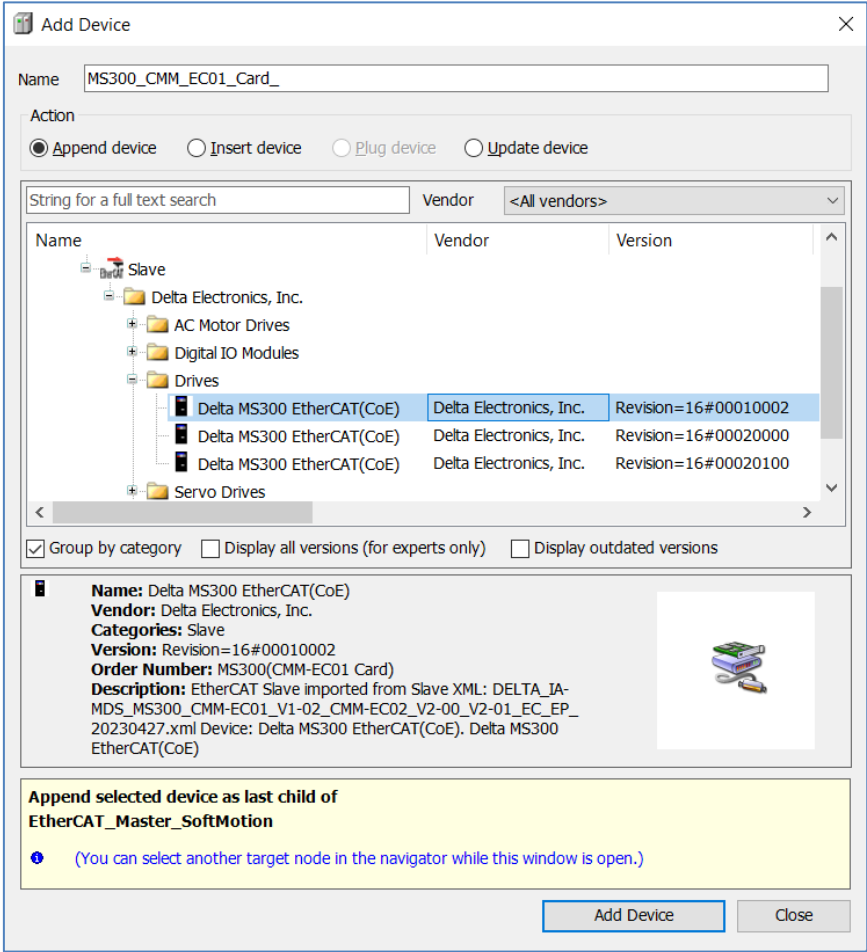 Add Device
Name MS300_CMM_EC01_Card_
Action
Append device Insert device Plug device Update device
String for a full text search Vendor <All vendors>
Name Vendor Version
EtherCAT Slave
Delta Electronics, Inc.
AC Motor Drives
Digital IO Modules
Drives
Delta MS300 EtherCAT(CoE) Delta Electronics, Inc. Revision=16#00010002
Delta MS300 EtherCAT(CoE) Delta Electronics, Inc. Revision=16#00020000
Delta MS300 EtherCAT(CoE) Delta Electronics, Inc. Revision=16#00020100
Servo Drives
Group by category Display all versions (for experts only) Display outdated versions
Name: Delta MS300 EtherCAT(CoE)
Vendor: Delta Electronics, Inc.
Categories: Slave
Version: Revision=16#00010002
Order Number: MS300(CMM-EC01 Card)
Description: EtherCAT Slave imported from Slave XML: DELTA_IA-
MDS_MS300_CMM-EC01_V1-02_CMM-EC02_V2-00_V2-01_EC_EP_
20230427.xml Device: Delta MS300 EtherCAT(CoE). Delta MS300
EtherCAT(CoE)
Append selected device as last child of
EtherCAT_Master_SoftMotion
(You can select another target node in the navigator while this window is open.)
Add Device Close